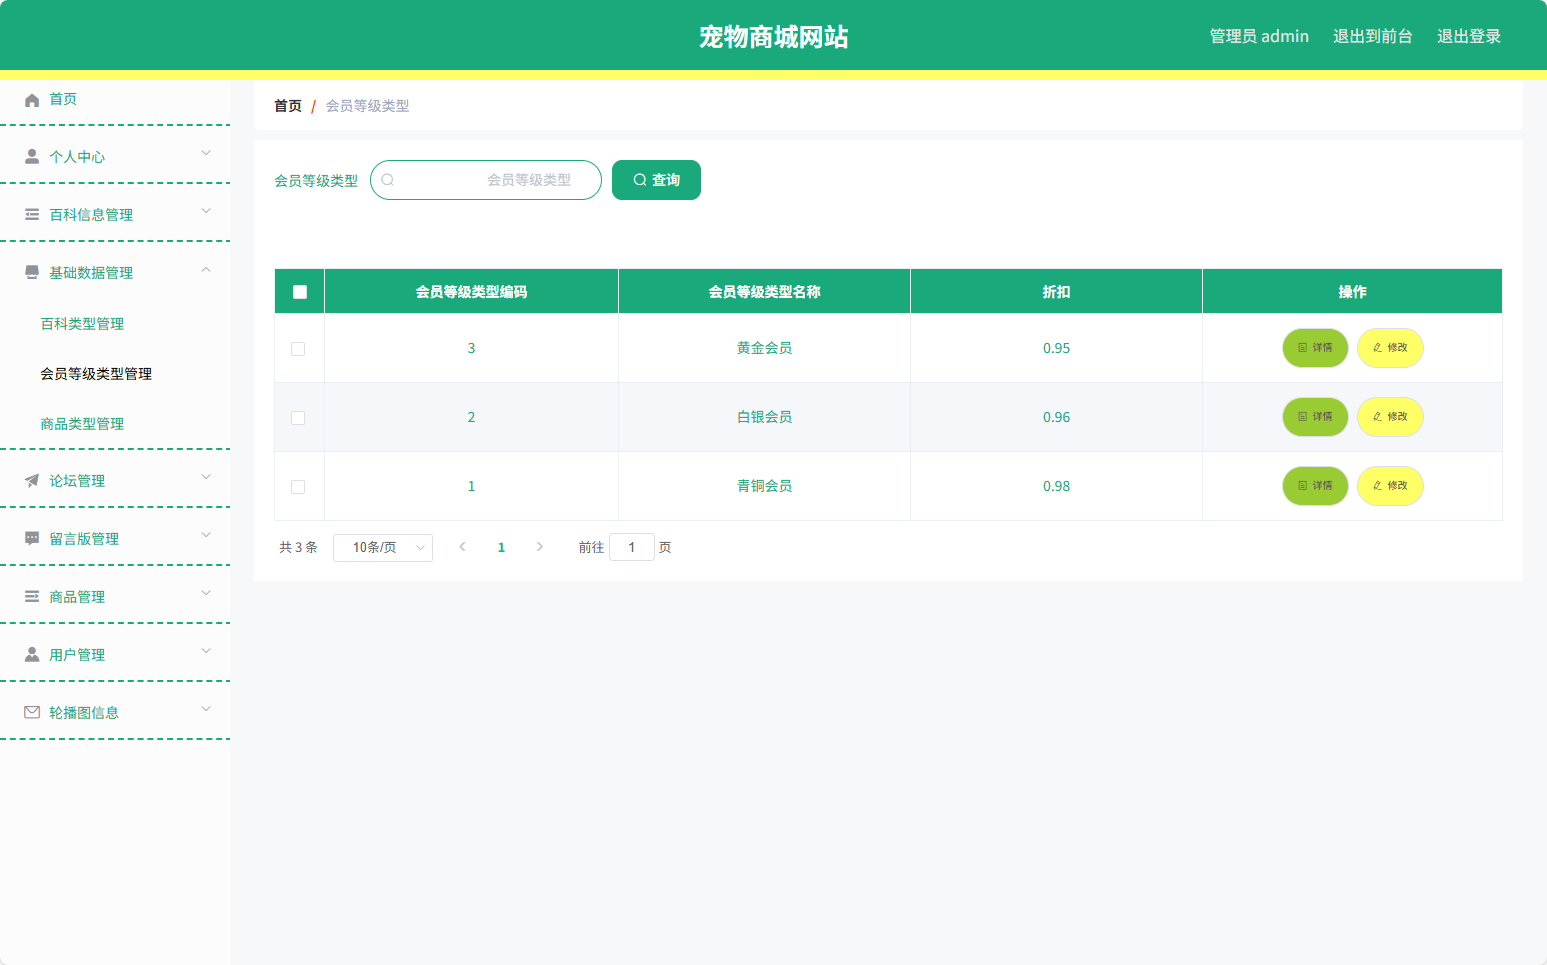 宠物商城网站
管理员 admin 退出到前台 退出登录
首页
个人中心
百科信息管理
基础数据管理
百科类型管理
会员等级类型管理
商品类型管理
论坛管理
留言版管理
商品管理
用户管理
轮播图信息
首页 / 会员等级类型
会员等级类型 会员等级类型 查询
会员等级类型编码 会员等级类型名称 折扣 操作
3 黄金会员 0.95 详情 修改
2 白银会员 0.96 详情 修改
1 青铜会员 0.98 详情 修改
共 3 条 10条/页 1 前往 1 页